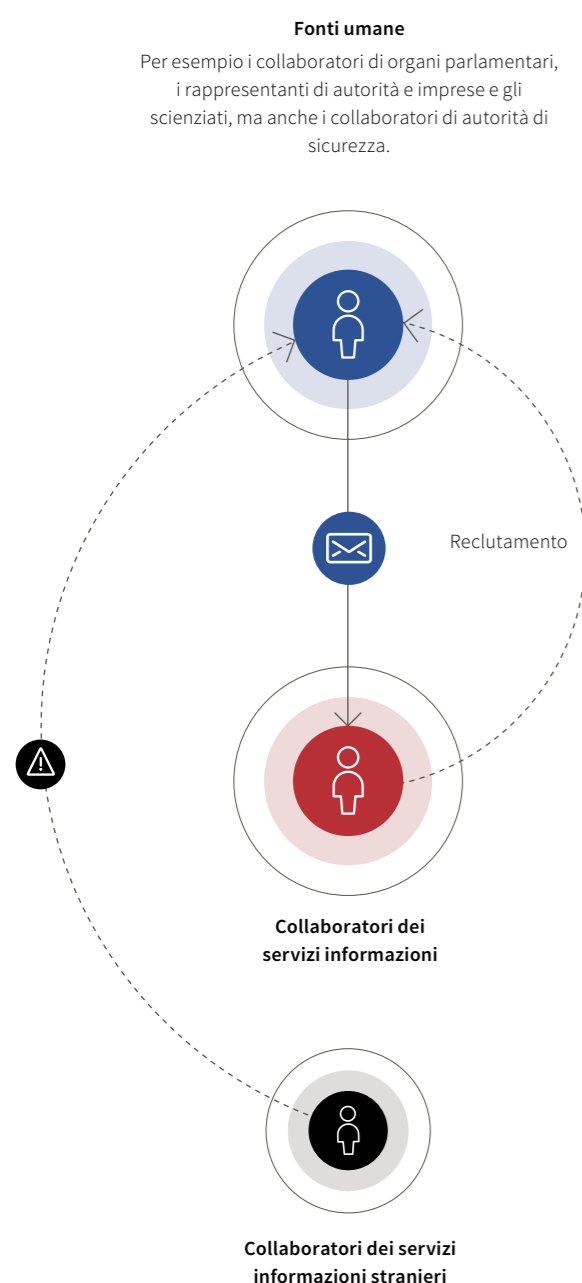 Fonti umane
Per esempio i collaboratori di organi parlamentari,
i rappresentanti di autorità e imprese e gli
scienziati, ma anche i collaboratori di autorità di
sicurezza.
Reclutamento
Collaboratori dei
servizi informazioni
Collaboratori dei servizi
informazioni stranieri